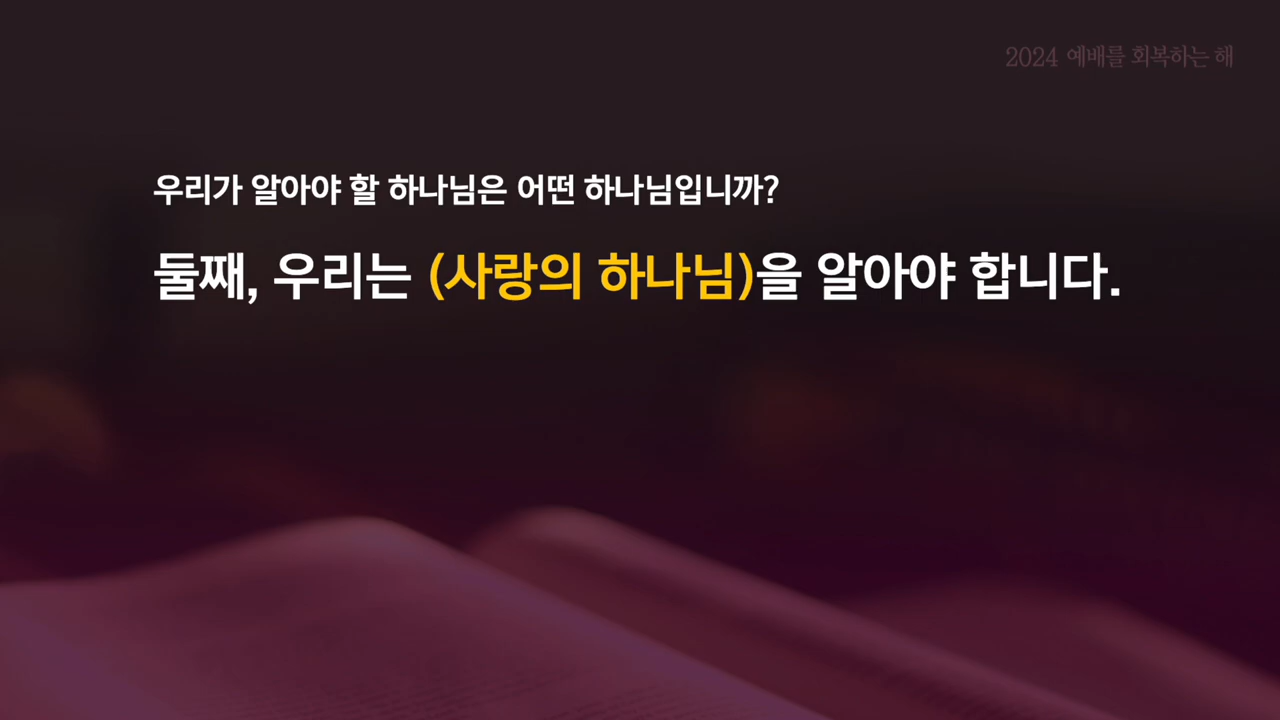 2024 예배를 회복하는 해
우리가 알아야 할 하나님은 어떤 하나님입니까?
둘째, 우리는 (사랑의 하나님)을 알아야 합니다.